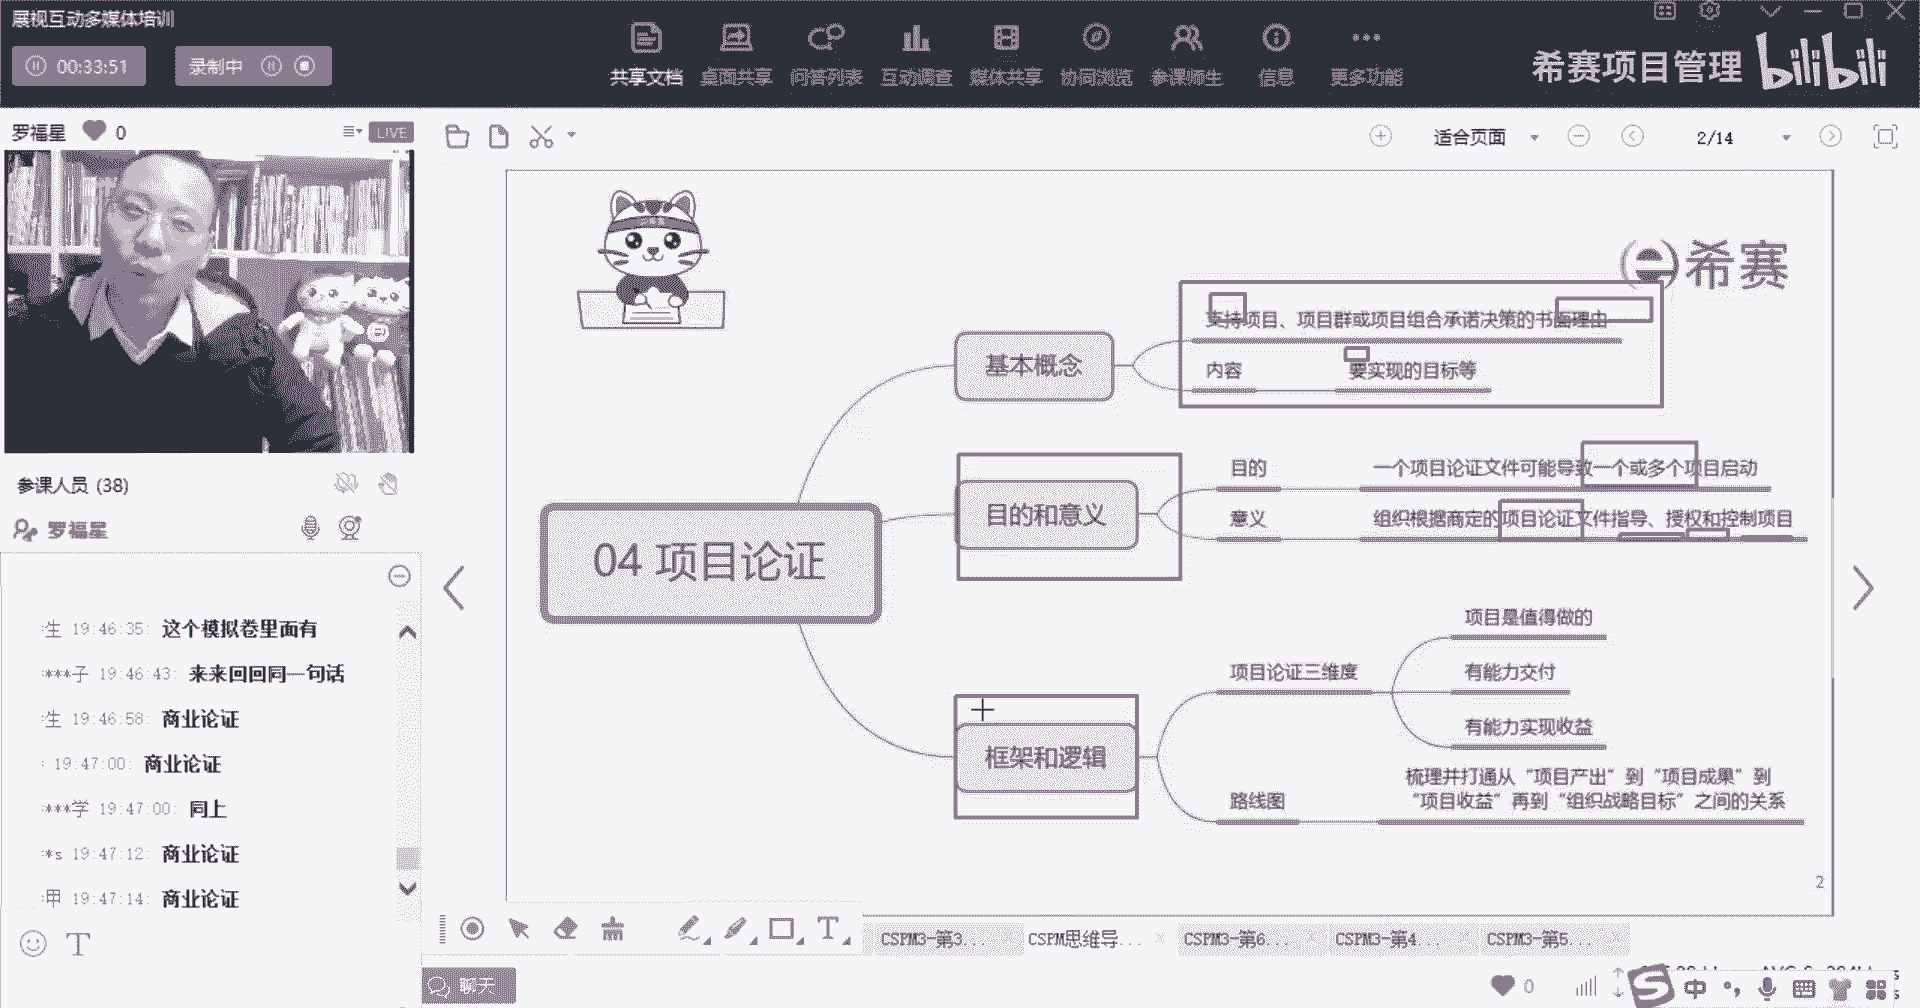 展视互动多媒体培训
00:33:51
录制中
共享文档
桌面共享
问答列表
互动调查
媒体共享
协同浏览
参课师生
信息
更多功能
希赛项目管理
bilibili
罗福星
0
LIVE
适合页面
2/14
希赛
支持项目、项目群或项目组合承诺决策的书面理由
基本概念
内容
要实现的目标等
目的
一个项目论证文件可能导致一个或多个项目启动
目的和意义
意义
组织根据商定的项目论证文件指导、授权和控制项目
04 项目论证
项目是值得做的
项目论证三维度
有能力交付
有能力实现收益
框架和逻辑
路线图
梳理并打通从“项目产出”到“项目成果”到
“项目收益”再到“组织战略目标”之间的关系
2
参课人员 (38)
罗福星
生 19:46:35: 这个模拟卷里面有
***子 19:46:43: 来来回回同一句话
生 19:46:58: 商业论证
: 19:47:00: 商业论证
***学 19:47:00: 同上
*s 19:47:12: 商业论证
甲 19:47:14: 商业论证
T
T
CSPM3-第3...
CSPM思维导...
CSPM3-第6...
CSPM3-第4...
CSPM3-第5...
聊天
0
S
中